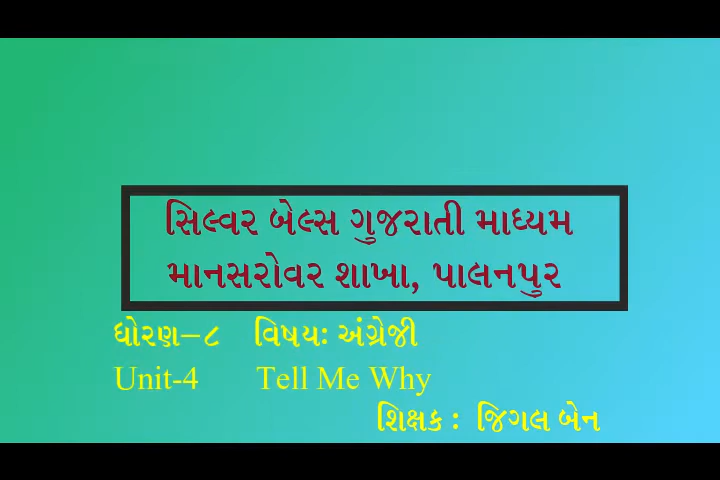 સિલ્વર બેલ્સ ગુજરાતી માધ્યમ
માનસરોવર શાખા, પાલનપુર
ધોરણ–૮ વિષયઃ અંગ્રેજી
Unit-4 Tell Me Why
શિક્ષક : જિગલ બેન